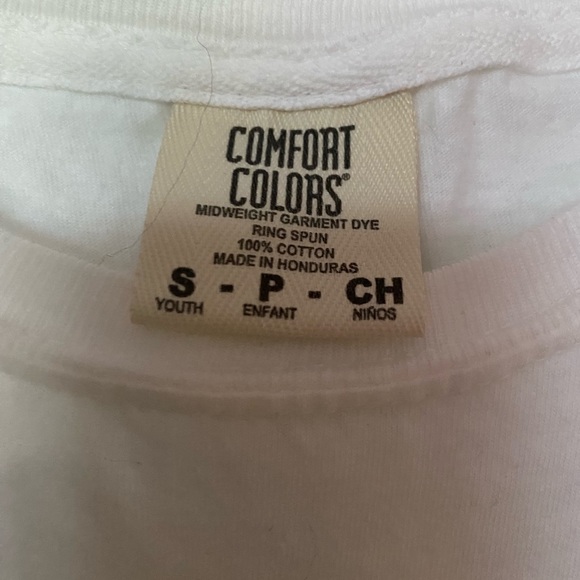 COMFORT
COLORS®
MIDWEIGHT GARMENT DYE
RING SPUN
100% COTTON
MADE IN HONDURAS
S - P - CH
YOUTH ENFANT NIÑOS